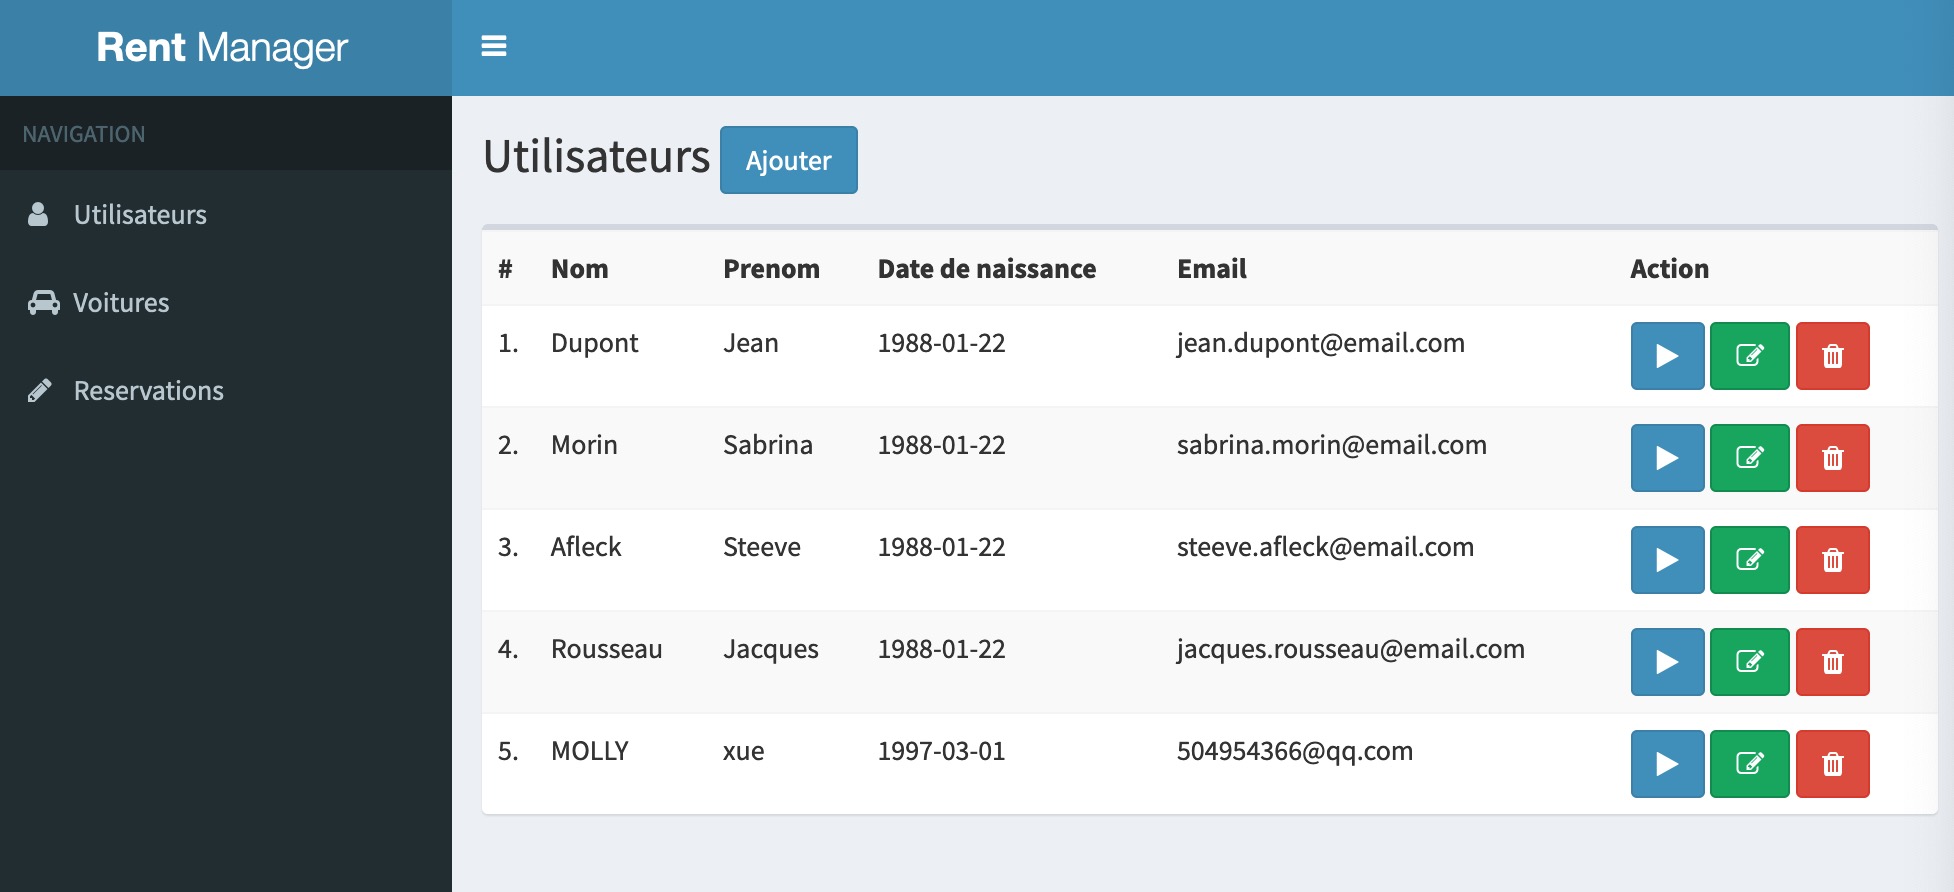 Rent Manager
NAVIGATION
Utilisateurs
Voitures
Reservations
Utilisateurs Ajouter
# Nom Prenom Date de naissance Email Action
1. Dupont Jean 1988-01-22 jean.dupont@email.com
2. Morin Sabrina 1988-01-22 sabrina.morin@email.com
3. Afleck Steeve 1988-01-22 steeve.afleck@email.com
4. Rousseau Jacques 1988-01-22 jacques.rousseau@email.com
5. MOLLY xue 1997-03-01 504954366@qq.com